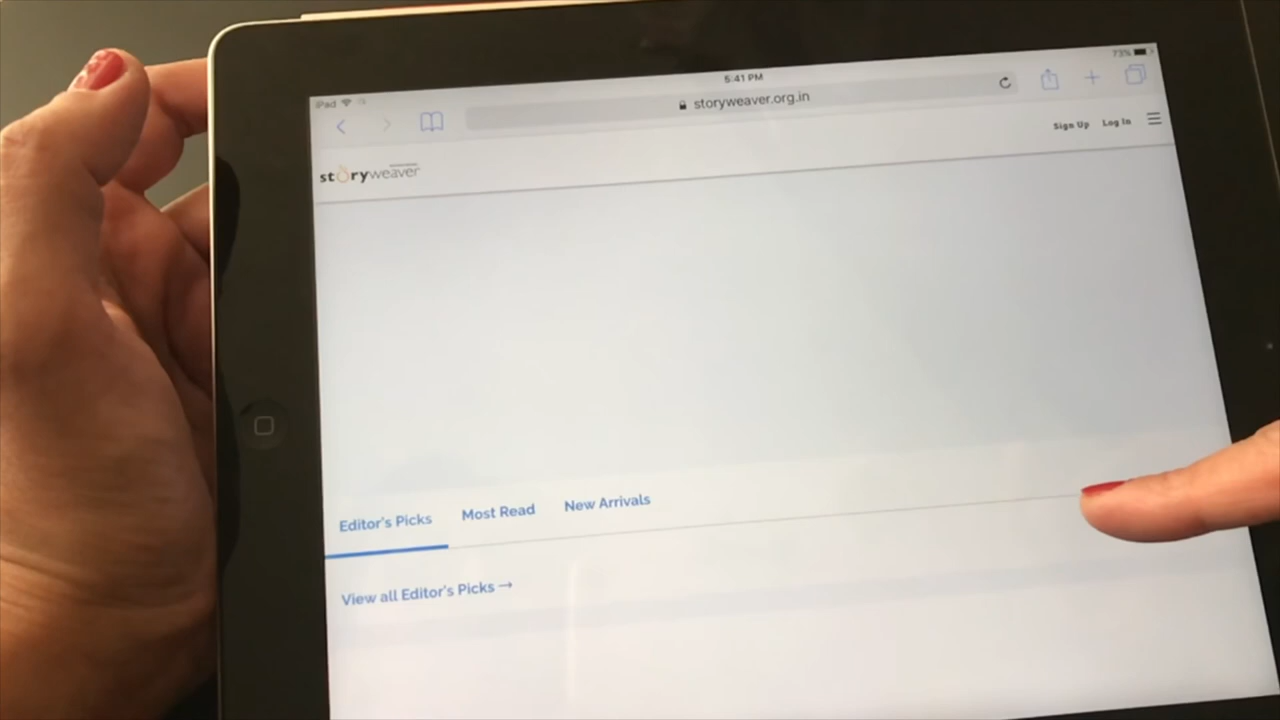 5:41 PM
73%
iPad
storyweaver.org.in
Sign Up Log In
storyweaver
Editor's Picks Most Read New Arrivals
View all Editor's Picks →